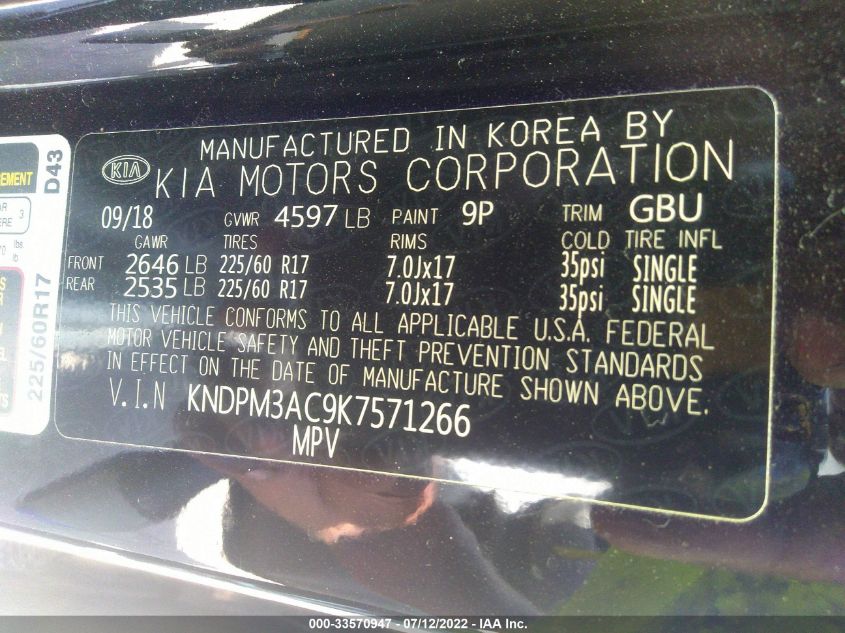 MANUFACTURED IN KOREA BY
KIA KIA MOTORS CORPORATION
09/18 GVWR 4597 LB PAINT 9P TRIM GBU
GAWR TIRES RIMS COLD TIRE INFL
FRONT 2646 LB 225/60 R17 7.0Jx17 35psi SINGLE
REAR 2535 LB 225/60 R17 7.0Jx17 35psi SINGLE
THIS VEHICLE CONFORMS TO ALL APPLICABLE U.S.A. FEDERAL
MOTOR VEHICLE SAFETY AND THEFT PREVENTION STANDARDS
IN EFFECT ON THE DATE OF MANUFACTURE SHOWN ABOVE.
V.I.N KNDPM3AC9K7571266
MPV
D43
225/60R17
000-33570947 - 07/12/2022 - IAA Inc.